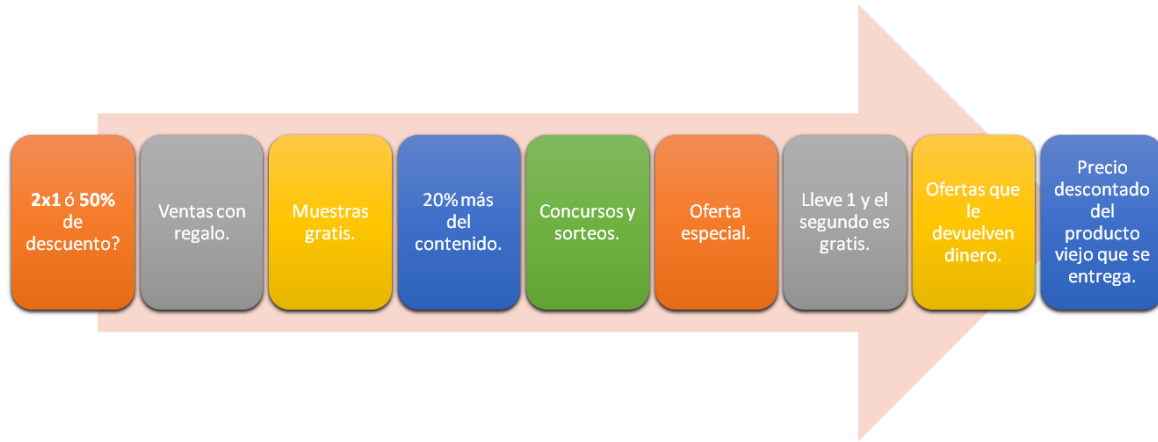 2x1 ó 50%
de
descuento?
Ventas con
regalo.
Muestras
gratis.
20% más
del
contenido.
Concursos y
sorteos.
Oferta
especial.
Lleve 1 y el
segundo es
gratis.
Ofertas que
le
devuelven
dinero.
Precio
descontado
del
producto
viejo que se
entrega.